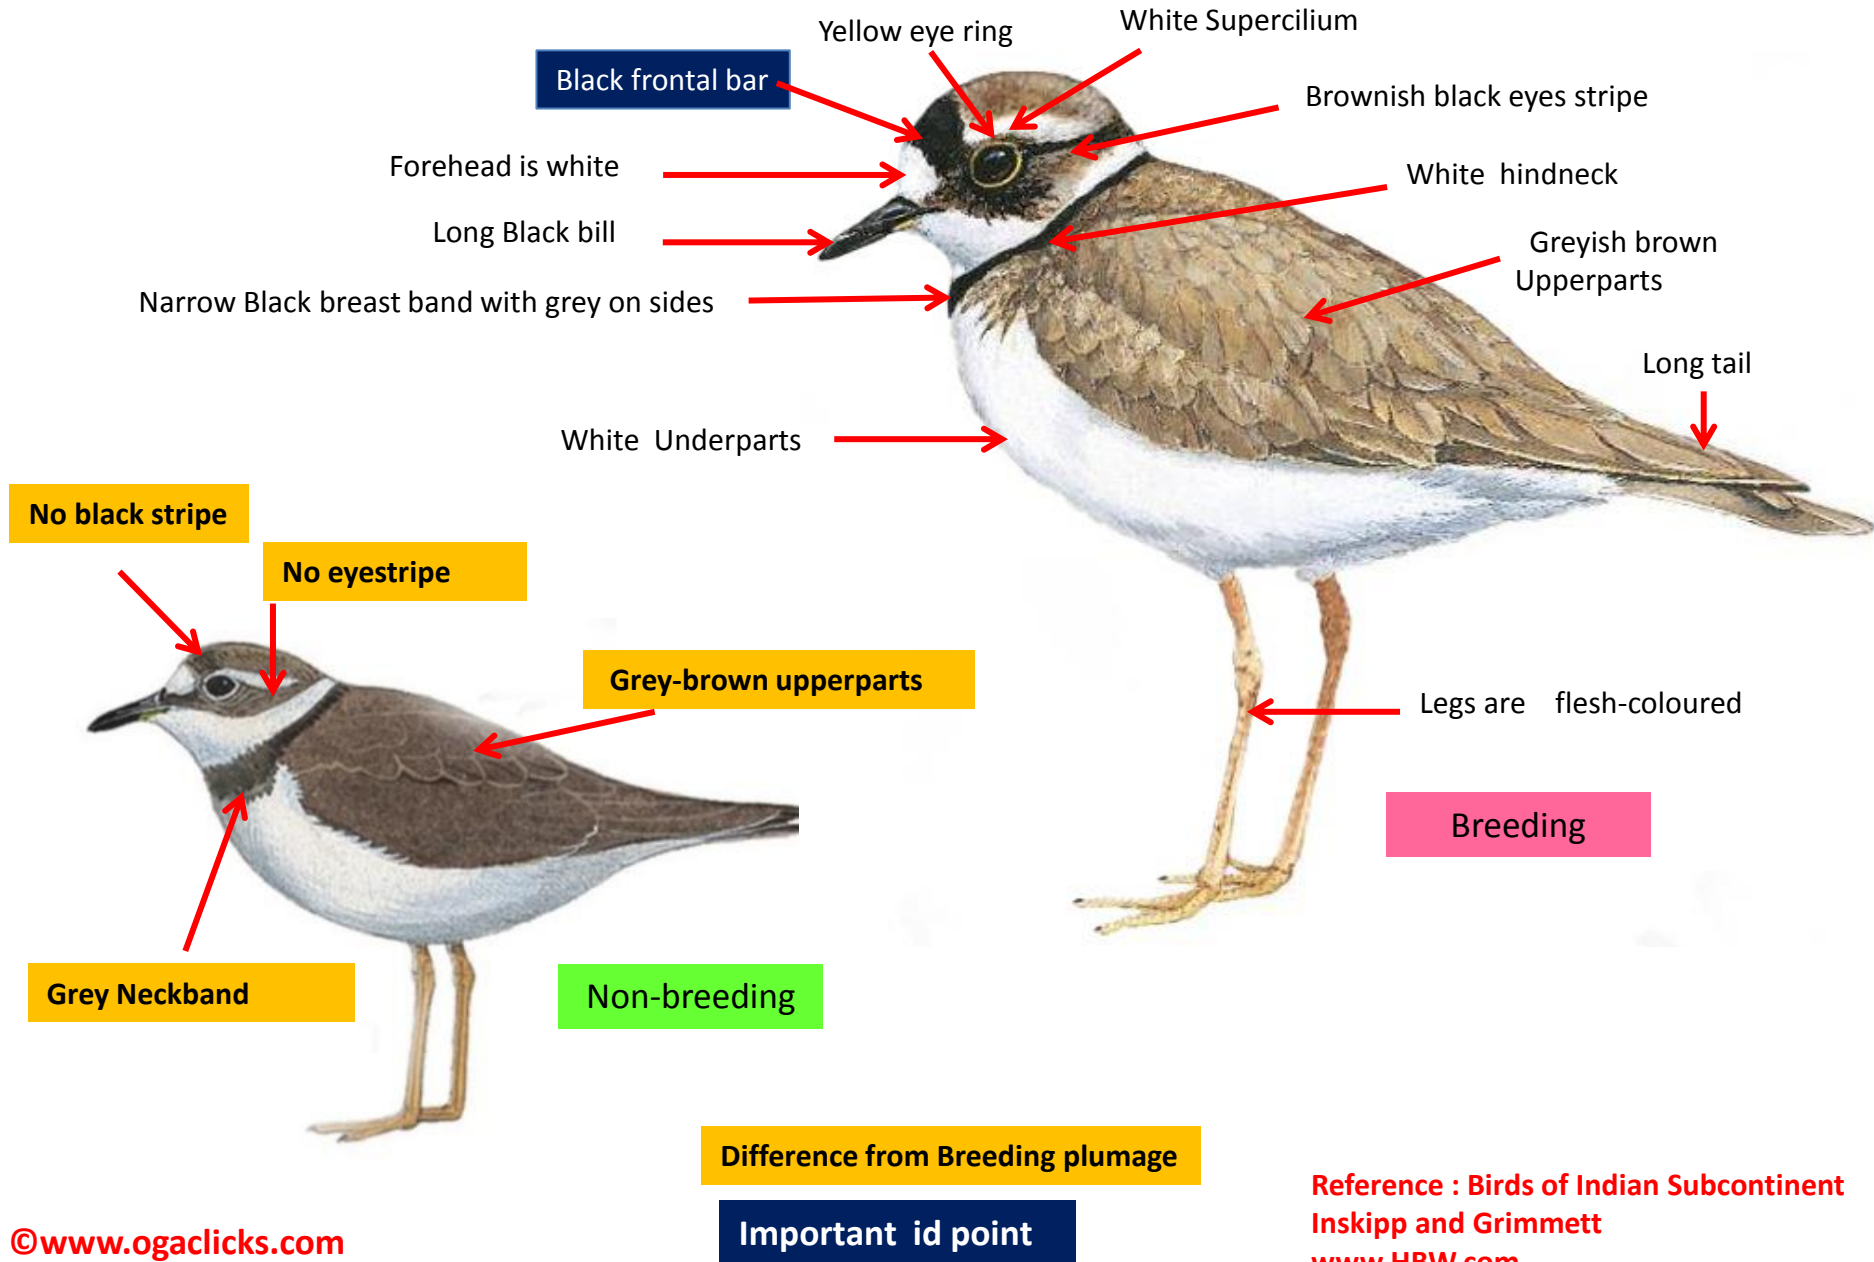 Yellow eye ring
White Supercilium
Black frontal bar
Brownish black eyes stripe
Forehead is white
White hindneck
Long Black bill
Greyish brown
Upperparts
Narrow Black breast band with grey on sides
Long tail
White Underparts
No black stripe
No eyestripe
Grey-brown upperparts
Legs are flesh-coloured
Breeding
Grey Neckband
Non-breeding
Difference from Breeding plumage
Important id point
Reference : Birds of Indian Subcontinent
Inskipp and Grimmett
www.HBW.com
©www.ogaclicks.com